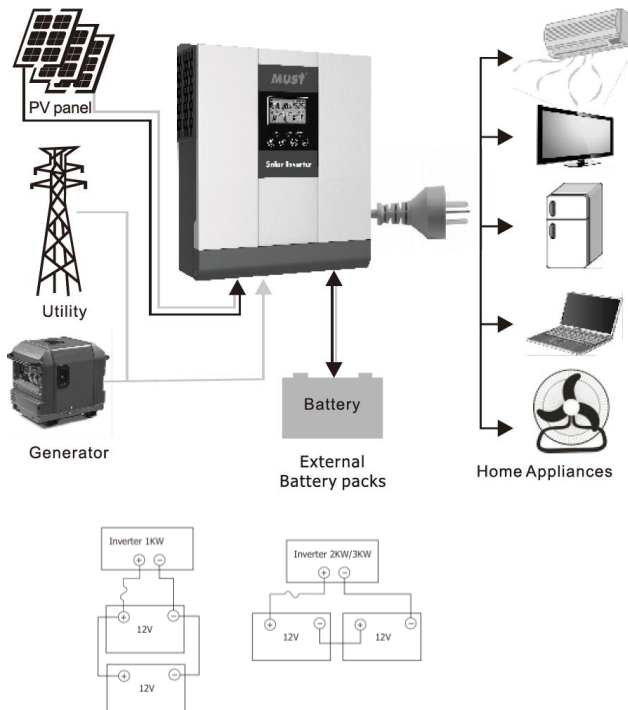 PV panel
MUST
Solar Inverter
Utility
Generator
Battery
External
Battery packs
Home Appliances
Inverter 1KW
+ −
+ −
12V
+ −
12V
Inverter 2KW/3KW
+ −
+ − + −
12V 12V